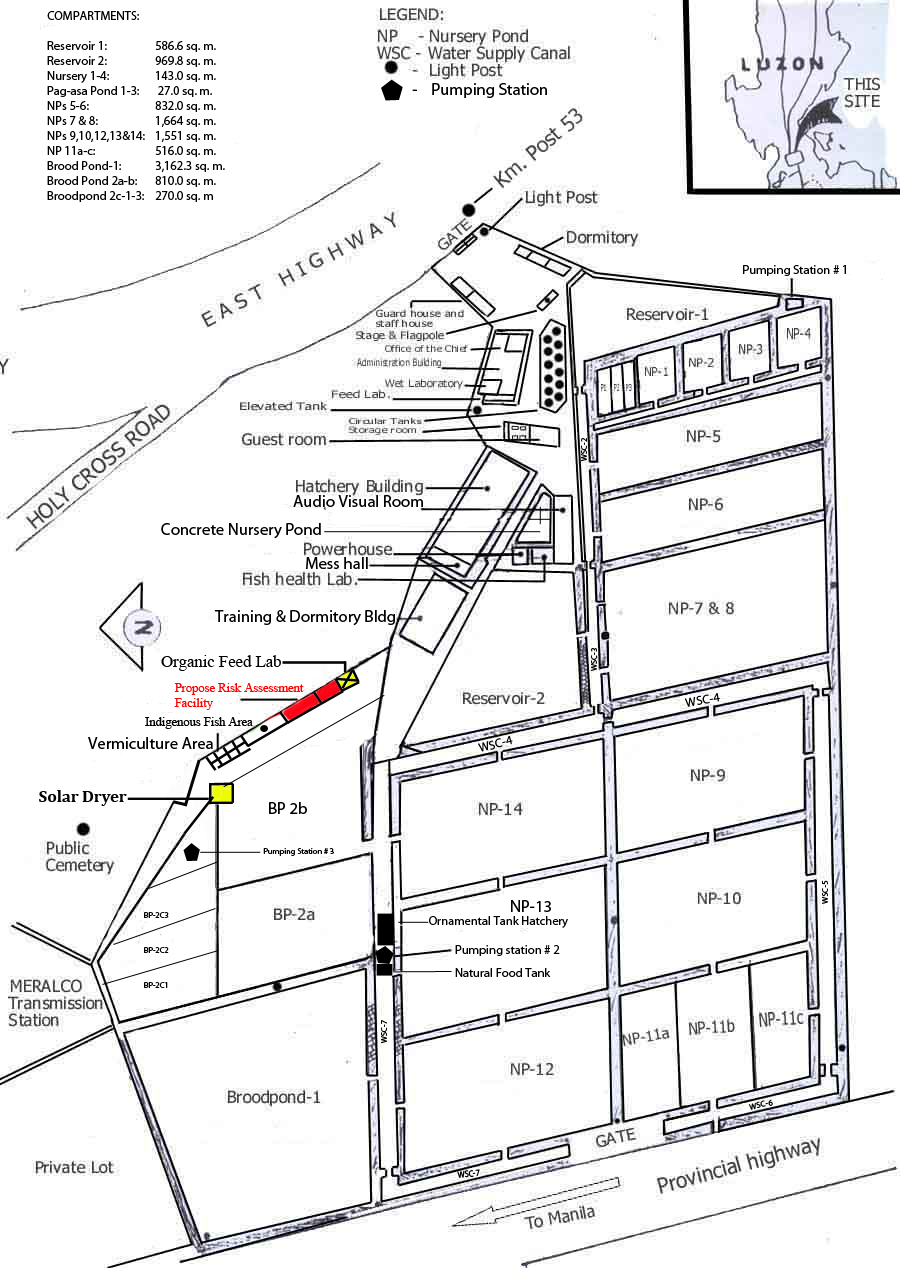 COMPARTMENTS:
Reservoir 1: 586.6 sq. m.
Reservoir 2: 969.8 sq. m.
Nursery 1-4: 143.0 sq. m.
Pag-asa Pond 1-3: 27.0 sq. m.
NPs 5-6: 832.0 sq. m.
NPs 7 & 8: 1,664 sq. m.
NPs 9,10,12,13&14: 1,551 sq. m.
NP 11a-c: 516.0 sq. m.
Brood Pond-1: 3,162.3 sq. m.
Brood Pond 2a-b: 810.0 sq. m.
Broodpond 2c-1-3: 270.0 sq. m
LEGEND:
NP - Nursery Pond
WSC - Water Supply Canal
- Light Post
- Pumping Station
LUZON
THIS
SITE
Km. Post 53
Light Post
GATE
Dormitory
EAST HIGHWAY
Pumping Station # 1
Guard house and
staff house
Stage & Flagpole
Office of the Chief
Administration Building
Wet Laboratory
Feed Lab.
Elevated Tank
Circular Tanks
Storage room
Guest room
Reservoir-1
NP-4
NP-3
NP-2
NP-1
P1
P2
P3
Y
HOLY CROSS ROAD
NP-5
WSC-2
NP-6
Hatchery Building
Audio Visual Room
Concrete Nursery Pond
Powerhouse
Mess hall
Fish health Lab.
Training & Dormitory Bldg
NP-7 & 8
N
WSC-3
Organic Feed Lab
Propose Risk Assessment
Facility
Indigenous Fish Area
Vermiculture Area
Reservoir-2
WSC-4
WSC-4
Solar Dryer
BP 2b
NP-14
NP-9
Public
Cemetery
Pumping Station # 3
BP-2C3
BP-2C2
BP-2C1
BP-2a
NP-13
Ornamental Tank Hatchery
Pumping station # 2
Natural Food Tank
NP-10
WSC-5
MERALCO
Transmission
Station
WSC-7
NP-11a
NP-11b
NP-11c
NP-12
Broodpond-1
WSC-6
GATE
Private Lot
WSC-7
Provincial highway
To Manila